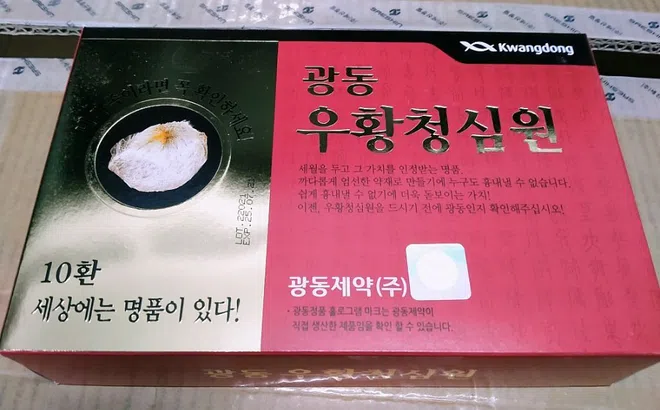 Kwangdong
광동
우황청심원
세월을 두고 그 가치를 인정받는 명품.
까다롭게 엄선한 약재로 만들기에 누구도 흉내낼 수 없습니다.
쉽게 흉내낼 수 없기에 더욱 돋보이는 가치!
이젠, 우황청심원을 드시기 전에 광동인지 확인해주십시오!
꼭 확인하세요!
10환
세상에는 명품이 있다!
광동제약(주)
• 광동정품 홀로그램 마크는 광동제약이
직접 생산한 제품임을 확인 할 수 있습니다.
광동 우황청심원